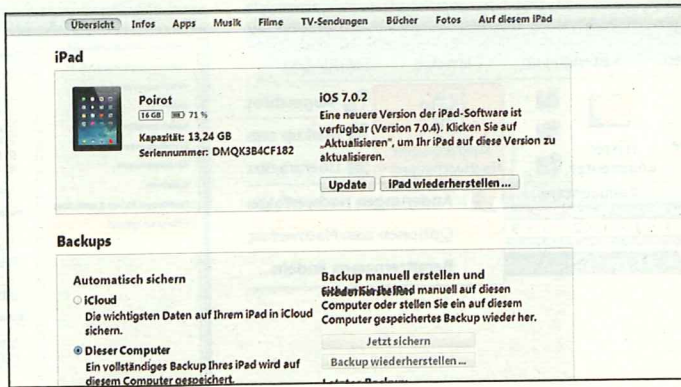 Übersicht Infos Apps Musik Filme TV-Sendungen Bücher Fotos Auf diesem iPad
iPad
Poirot
16 GB 71 %
Kapazität: 13,24 GB
Seriennummer: DMQK3B4CF182
iOS 7.0.2
Eine neuere Version der iPad-Software ist
verfügbar (Version 7.0.4). Klicken Sie auf
„Aktualisieren“, um Ihr iPad auf diese Version zu
aktualisieren.
Update iPad wiederherstellen ...
Backups
Automatisch sichern
iCloud
Die wichtigsten Daten auf Ihrem iPad in iCloud
sichern.
Dieser Computer
Ein vollständiges Backup Ihres iPad wird auf
diesem Computer gespeichert.
Backup manuell erstellen und
wiederherstellen
Sichern Sie Ihr iPad manuell auf diesen
Computer oder stellen Sie ein auf diesem
Computer gespeichertes Backup wieder her.
Jetzt sichern
Backup wiederherstellen ...